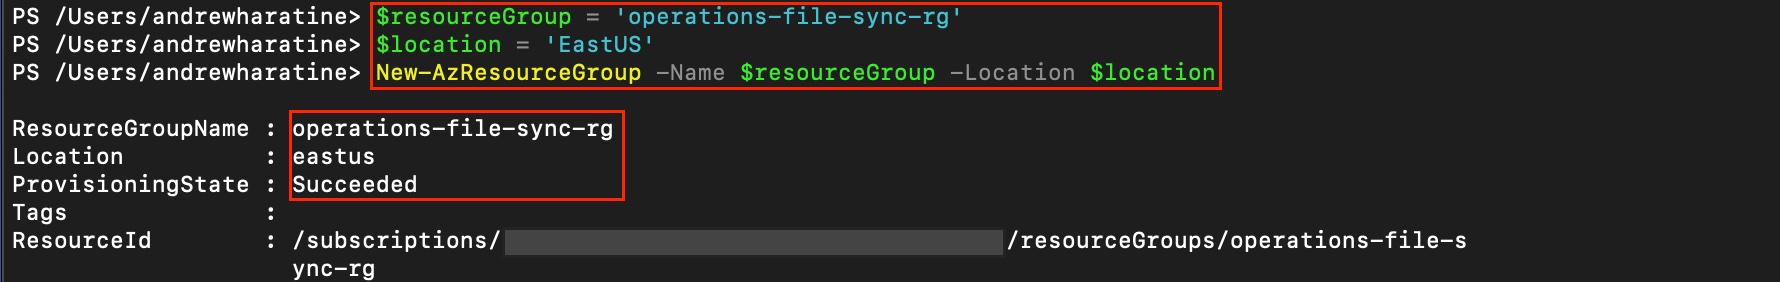 PS /Users/andrewharatine> $resourceGroup = 'operations-file-sync-rg'
PS /Users/andrewharatine> $location = 'EastUS'
PS /Users/andrewharatine> New-AzResourceGroup -Name $resourceGroup -Location $location
ResourceGroupName : operations-file-sync-rg
Location          : eastus
ProvisioningState : Succeeded
Tags              :
ResourceId        : /subscriptions/ /resourceGroups/operations-file-s
ync-rg